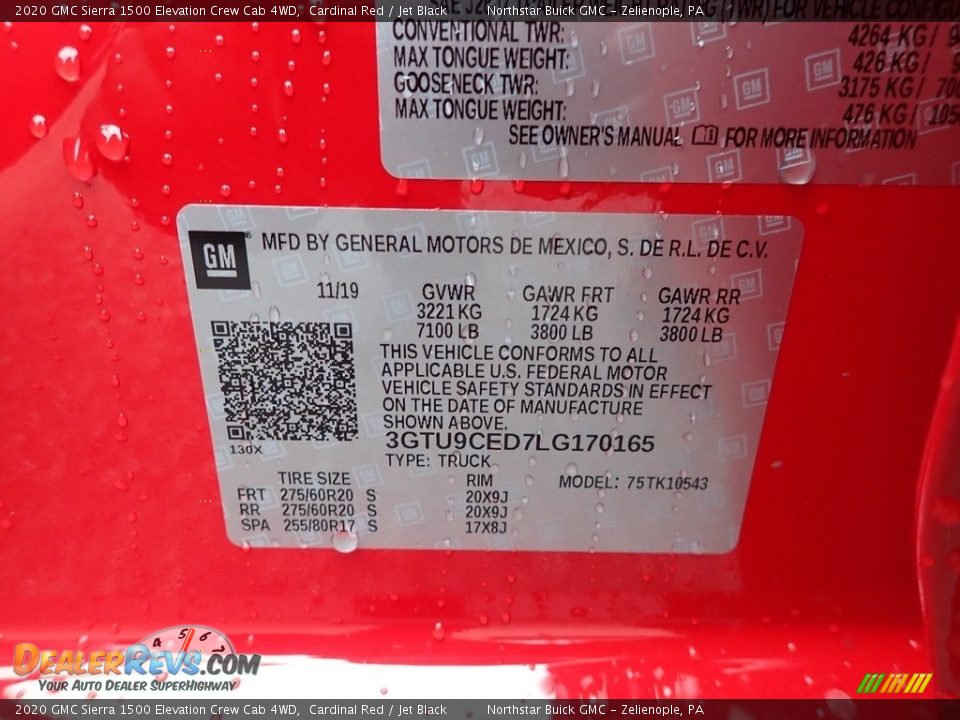 2020 GMC Sierra 1500 Elevation Crew Cab 4WD, Cardinal Red / Jet Black Northstar Buick GMC - Zelienople, PA
CONVENTIONAL TWR: 4264 KG /
MAX TONGUE WEIGHT: 426 KG /
GOOSENECK TWR: 3175 KG /
MAX TONGUE WEIGHT: 476 KG /
SEE OWNER'S MANUAL FOR MORE INFORMATION
GM MFD BY GENERAL MOTORS DE MEXICO, S. DE R.L. DE C.V.
11/19 GVWR GAWR FRT GAWR RR
3221 KG 1724 KG 1724 KG
7100 LB 3800 LB 3800 LB
THIS VEHICLE CONFORMS TO ALL
APPLICABLE U.S. FEDERAL MOTOR
VEHICLE SAFETY STANDARDS IN EFFECT
ON THE DATE OF MANUFACTURE
SHOWN ABOVE.
3GTU9CED7LG170165
130X
TYPE: TRUCK
TIRE SIZE RIM MODEL: 75TK10543
FRT 275/60R20 S 20X9J
RR 275/60R20 S 20X9J
SPA 255/80R17 S 17X8J
4 5 6 7
DealerRevs.com
Your Auto Dealer SuperHighway
2020 GMC Sierra 1500 Elevation Crew Cab 4WD, Cardinal Red / Jet Black Northstar Buick GMC - Zelienople, PA